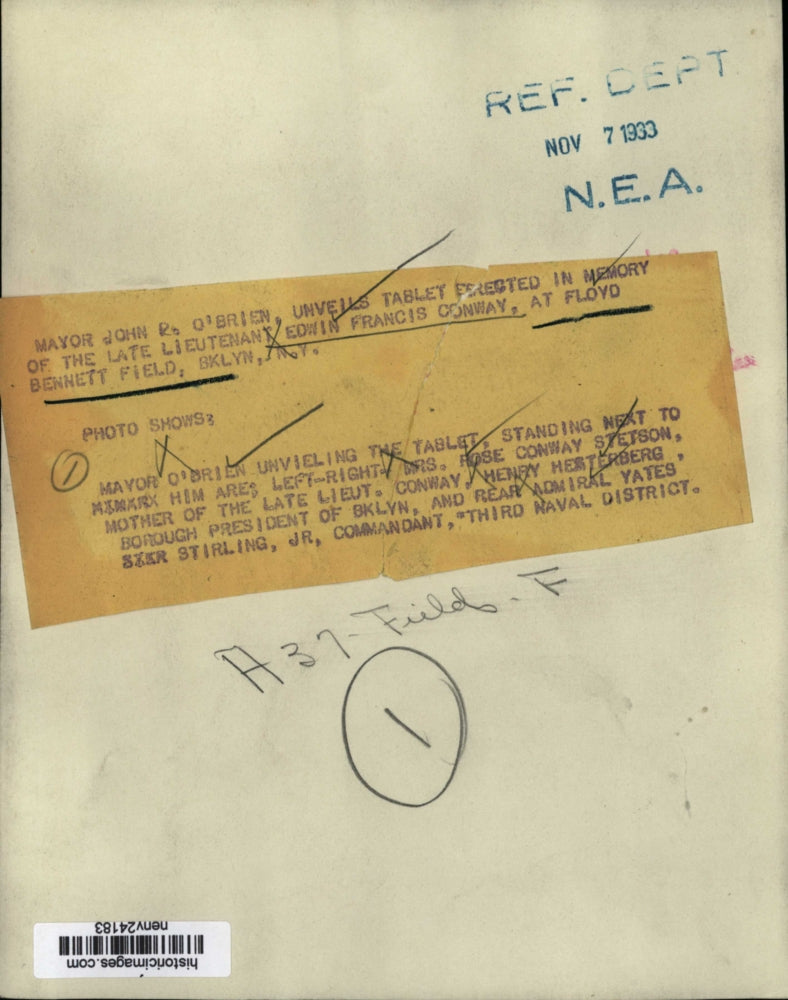 REF. DEPT
NOV 7 1933
N.E.A.
MAYOR JOHN P. O'BRIEN, UNVEILS TABLET ERECTED IN MEMORY
OF THE LATE LIEUTENANT EDWIN FRANCIS CONWAY, AT FLOYD
BENNETT FIELD, BKLYN, N.Y.
PHOTO SHOWS:
1
MAYOR O'BRIEN UNVIELING THE TABLET, STANDING NEXT TO
HIM ARE; LEFT-RIGHT. MRS. ROSE CONWAY STETSON,
MOTHER OF THE LATE LIEUT. CONWAY, HENRY HESTERBERG,
BOROUGH PRESIDENT OF BKLYN, AND REAR ADMIRAL YATES
STIRLING, JR, COMMANDANT, THIRD NAVAL DISTRICT.
A37-Fields-F
1
historicimages.com
nenv24183